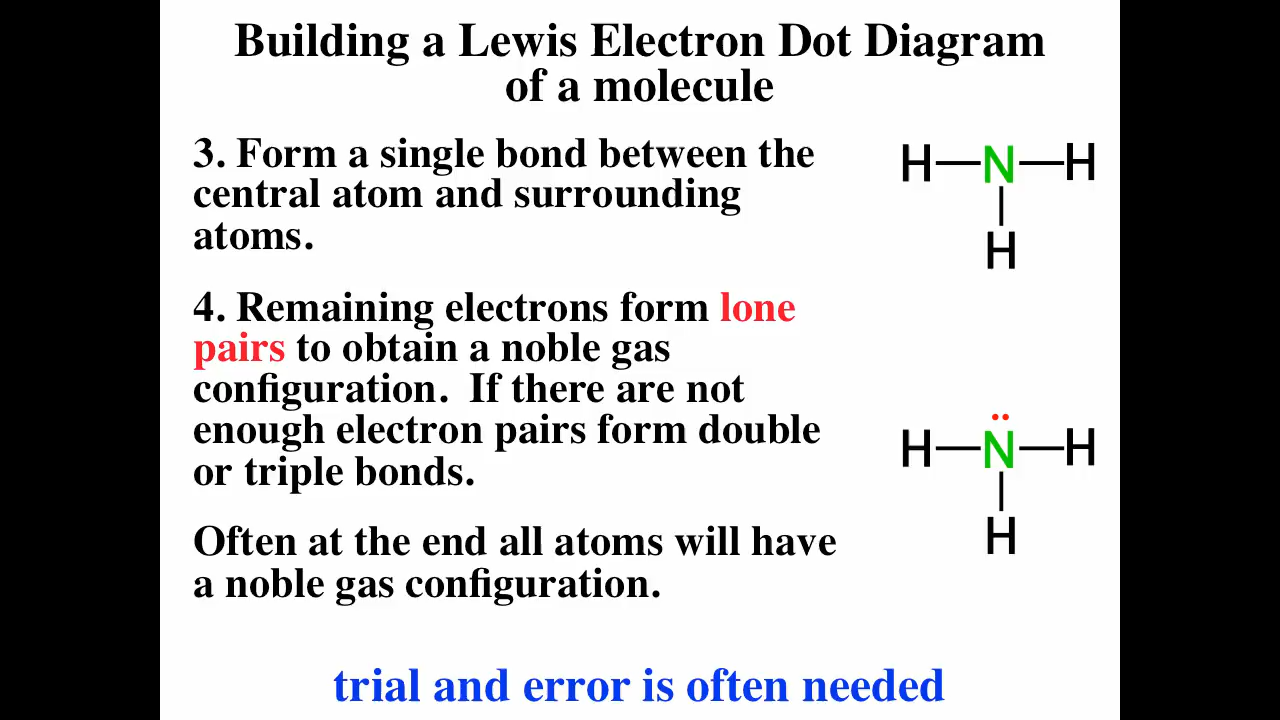 Building a Lewis Electron Dot Diagram
of a molecule
3. Form a single bond between the
central atom and surrounding
atoms.
H—N—H
|
H
4. Remaining electrons form lone
pairs to obtain a noble gas
configuration. If there are not
enough electron pairs form double
or triple bonds.
··
H—N—H
|
H
Often at the end all atoms will have
a noble gas configuration.
trial and error is often needed